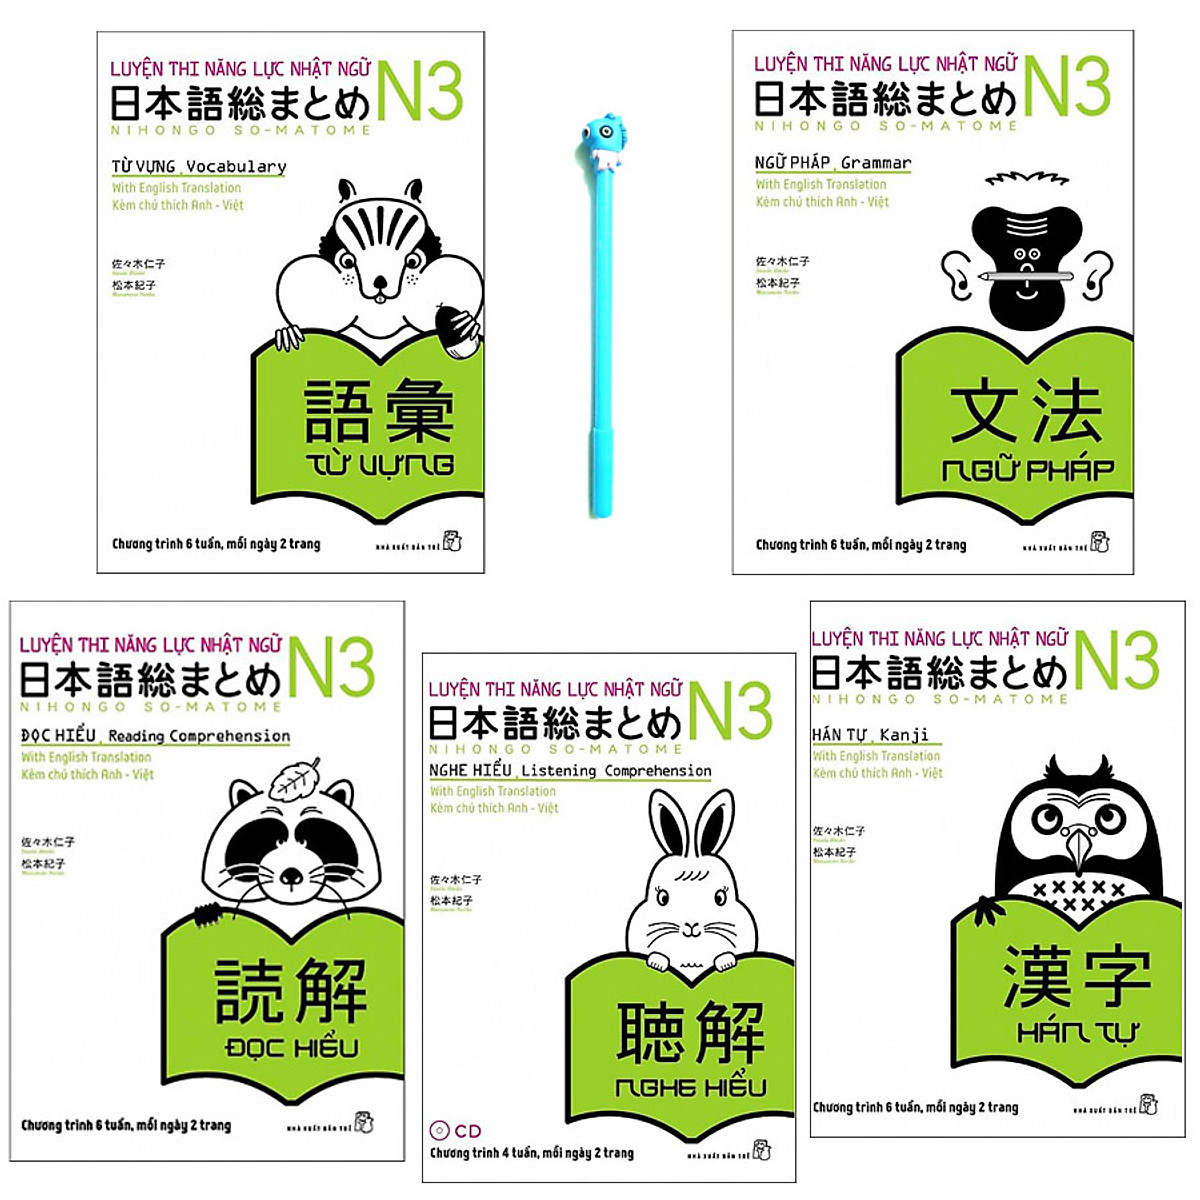 LUYỆN THI NĂNG LỰC NHẬT NGỮ
日本語総まとめ N3
NIHONGO SO-MATOME
TỪ VỰNG Vocabulary
With English Translation
Kèm chú thích Anh - Việt
佐々木仁子
松本紀子
語彙
TỪ VỰNG
Chương trình 6 tuần, mỗi ngày 2 trang
NHÀ XUẤT BẢN TRẺ
LUYỆN THI NĂNG LỰC NHẬT NGỮ
日本語総まとめ N3
NIHONGO SO-MATOME
NGỮ PHÁP Grammar
With English Translation
Kèm chú thích Anh - Việt
佐々木仁子
松本紀子
文法
NGỮ PHÁP
Chương trình 6 tuần, mỗi ngày 2 trang
NHÀ XUẤT BẢN TRẺ
LUYỆN THI NĂNG LỰC NHẬT NGỮ
日本語総まとめ N3
NIHONGO SO-MATOME
ĐỌC HIỂU Reading Comprehension
With English Translation
Kèm chú thích Anh - Việt
佐々木仁子
松本紀子
読解
ĐỌC HIỂU
Chương trình 6 tuần, mỗi ngày 2 trang
NHÀ XUẤT BẢN TRẺ
LUYỆN THI NĂNG LỰC NHẬT NGỮ
日本語総まとめ N3
NIHONGO SO-MATOME
NGHE HIỂU Listening Comprehension
With English Translation
Kèm chú thích Anh - Việt
佐々木仁子
松本紀子
聴解
NGHE HIỂU
CD
Chương trình 4 tuần, mỗi ngày 2 trang
NHÀ XUẤT BẢN TRẺ
LUYỆN THI NĂNG LỰC NHẬT NGỮ
日本語総まとめ N3
NIHONGO SO-MATOME
HÁN TỰ Kanji
With English Translation
Kèm chú thích Anh - Việt
佐々木仁子
松本紀子
漢字
HÁN TỰ
Chương trình 6 tuần, mỗi ngày 2 trang
NHÀ XUẤT BẢN TRẺ